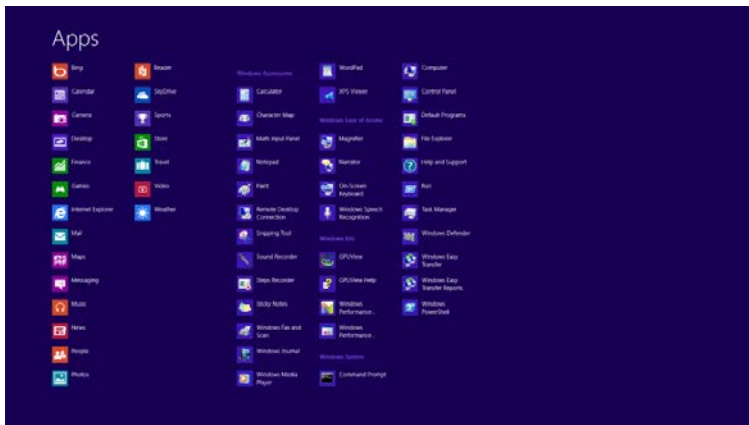 Apps
Bing
Calendar
Camera
Desktop
Finance
Games
Internet Explorer
Mail
Maps
Messaging
Music
News
People
Photos
Reader
SkyDrive
Sports
Store
Travel
Video
Weather
Windows Accessories
Calculator
Character Map
Math Input Panel
Notepad
Paint
Remote Desktop
Connection
Snipping Tool
Sound Recorder
Steps Recorder
Sticky Notes
Windows Fax and
Scan
Windows Journal
Windows Media
Player
WordPad
XPS Viewer
Windows Ease of Access
Magnifier
Narrator
On-Screen
Keyboard
Windows Speech
Recognition
Windows Kits
GPUView
GPUView Help
Windows
Performance...
Windows
Performance...
Windows System
Command Prompt
Computer
Control Panel
Default Programs
File Explorer
Help and Support
Run
Task Manager
Windows Defender
Windows Easy
Transfer
Windows Easy
Transfer Reports
Windows
PowerShell